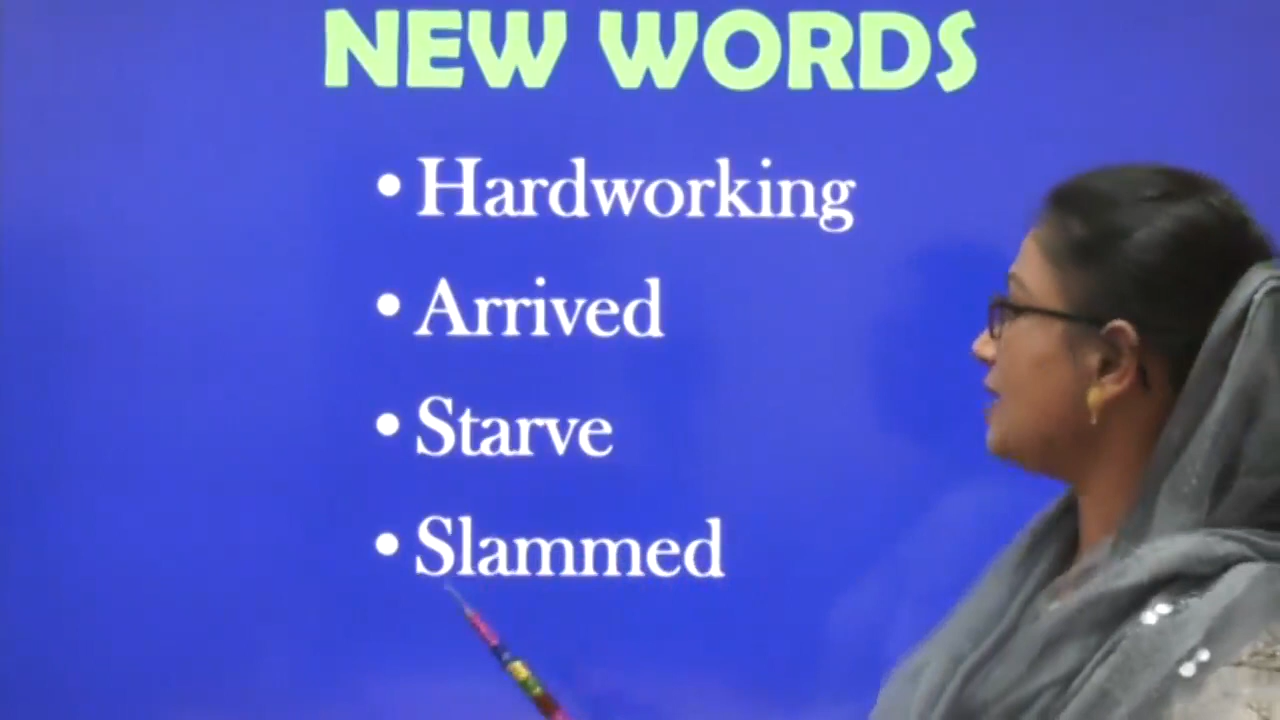 NEW WORDS
• Hardworking
• Arrived
• Starve
• Slammed